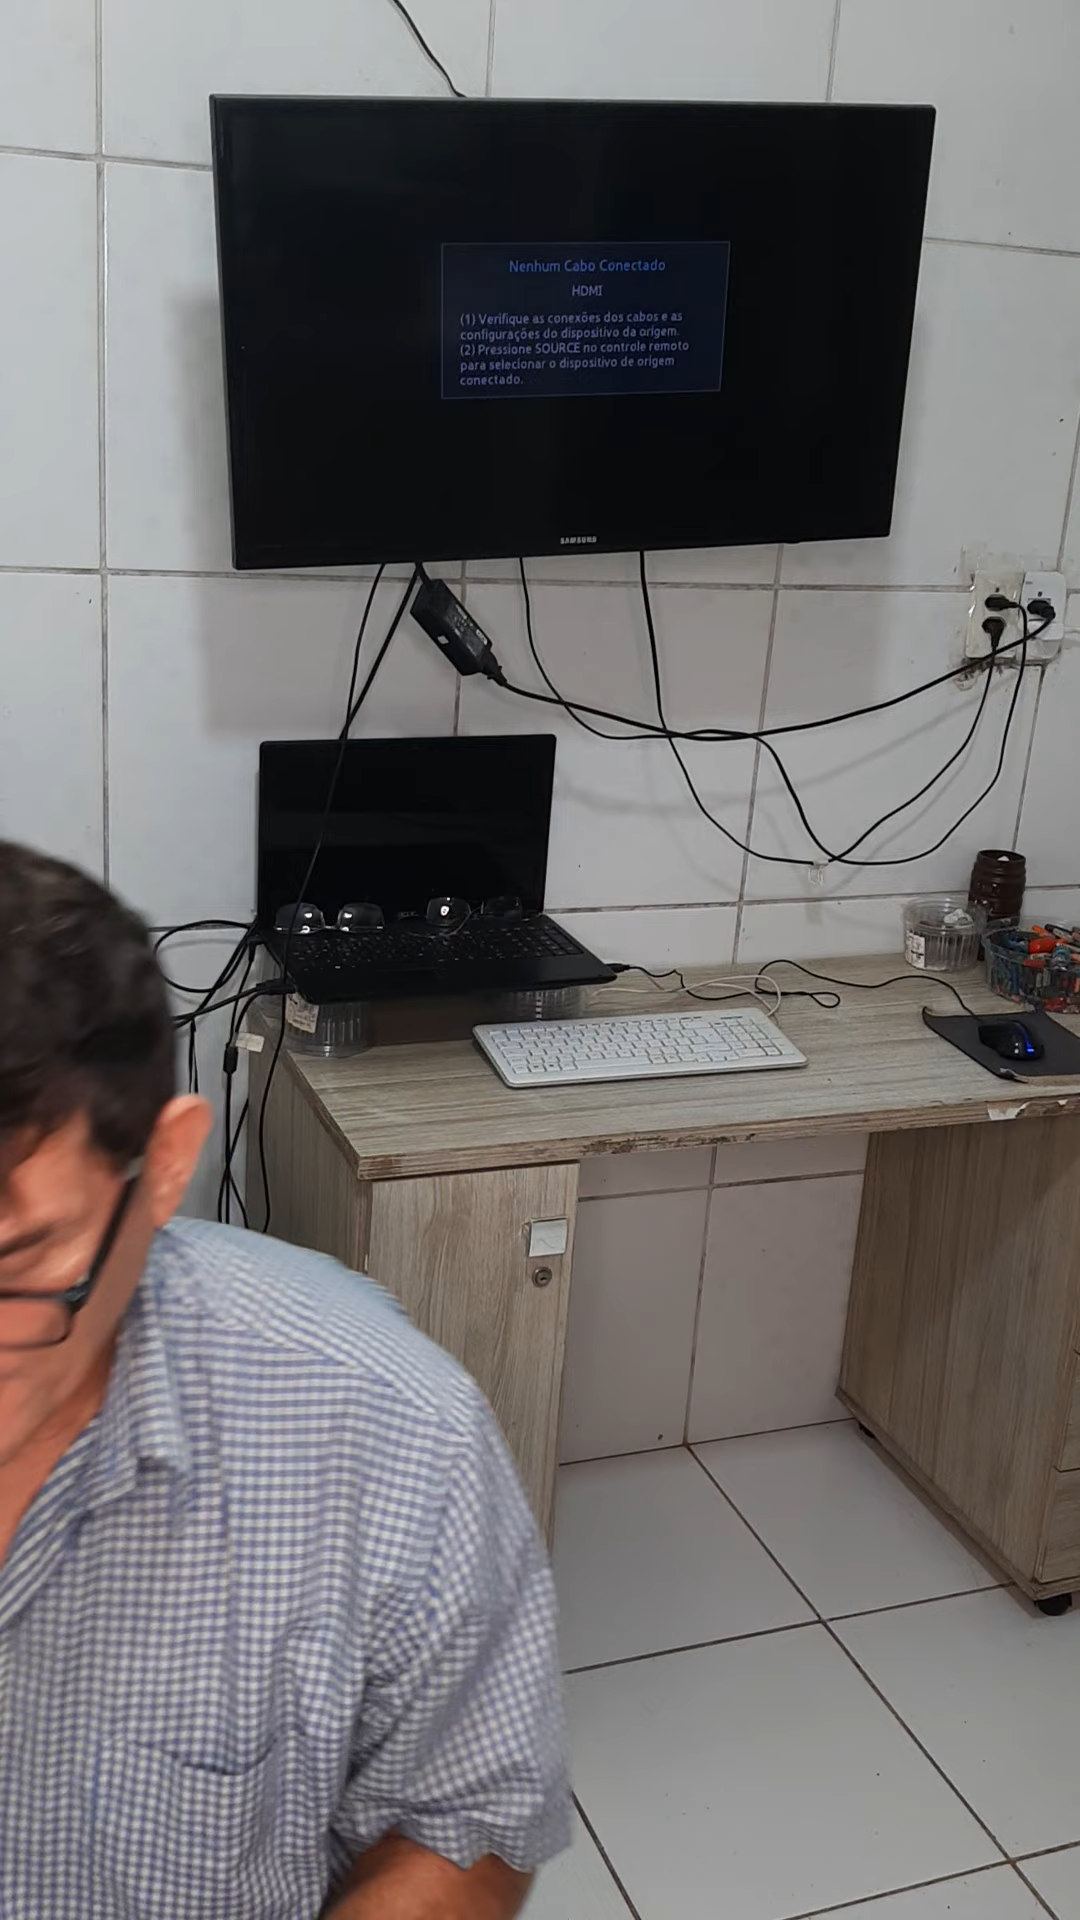 Nenhum Cabo Conectado
HDMI
(1) Verifique as conexões dos cabos e as
configurações do dispositivo da origem.
(2) Pressione SOURCE no controle remoto
para selecionar o dispositivo de origem
conectado.
SAMSUNG
acer